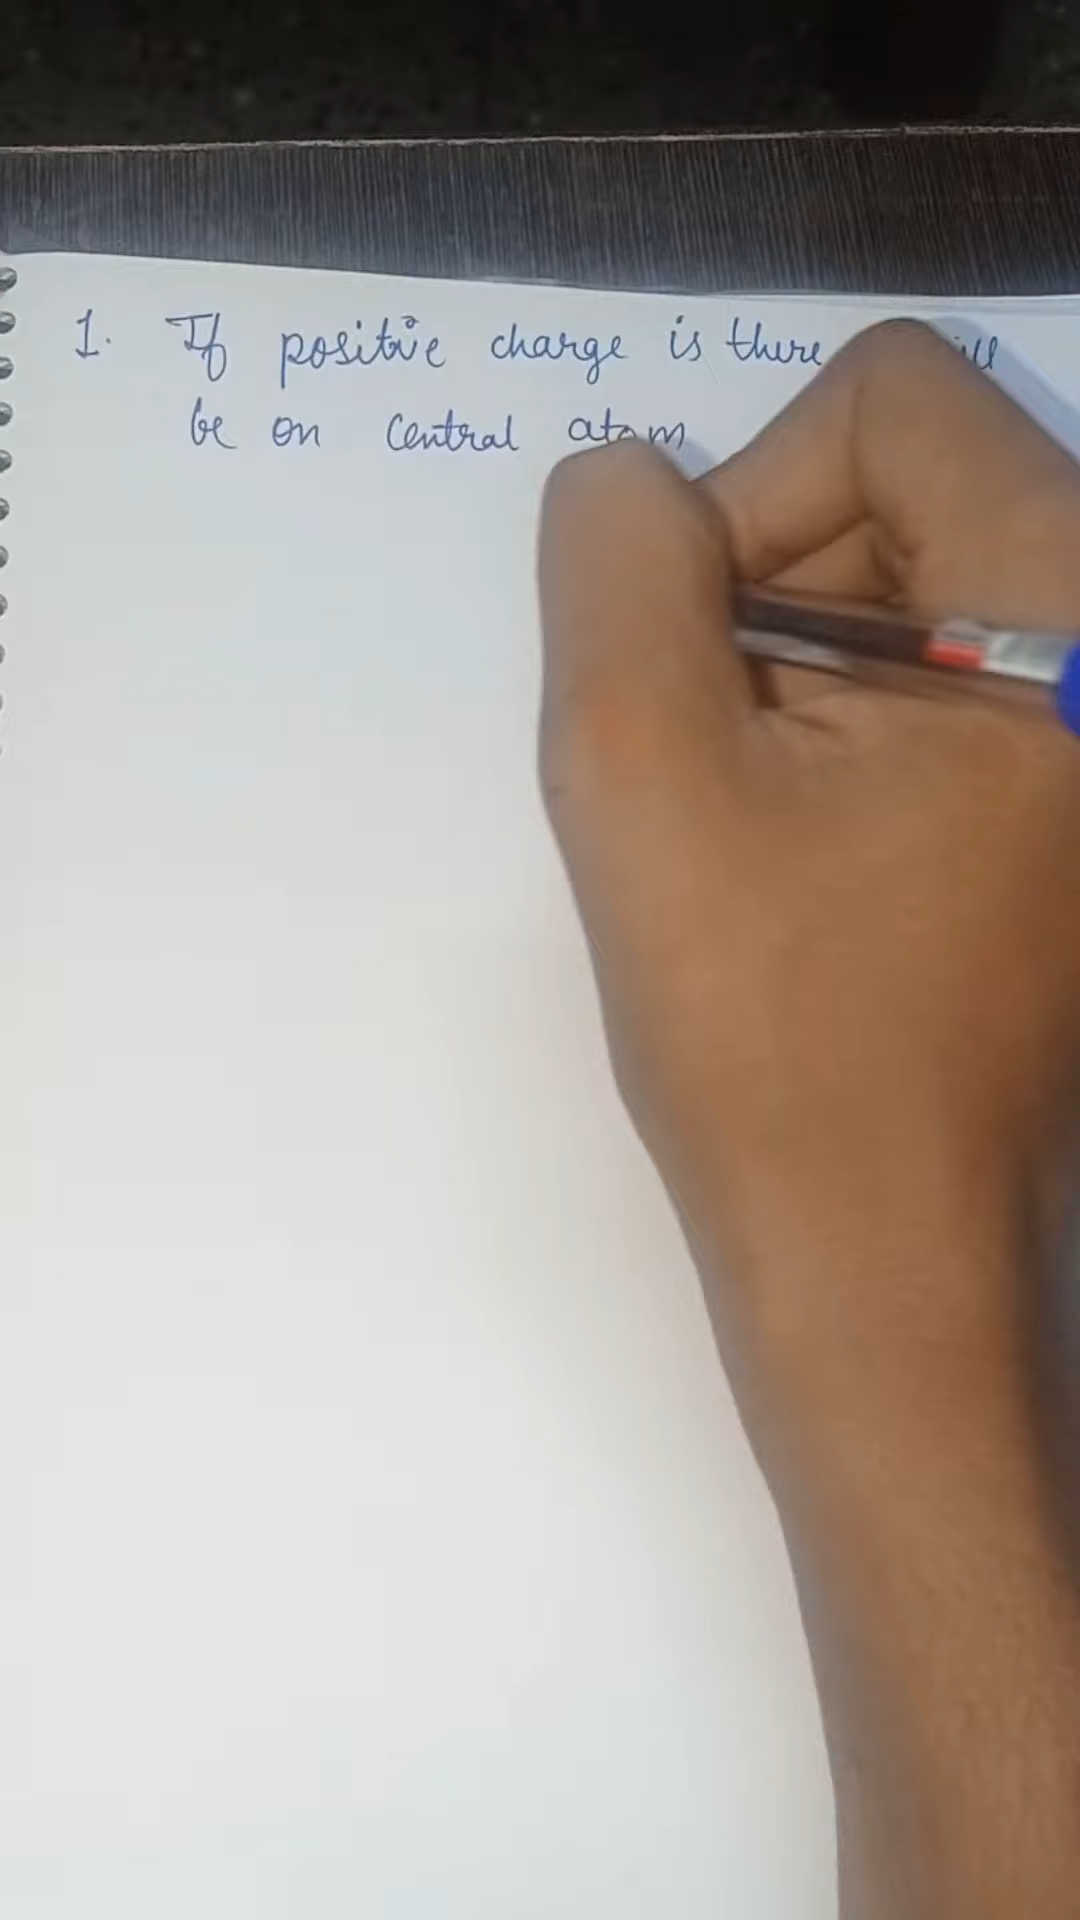 1. If positive charge is there
be on central atom